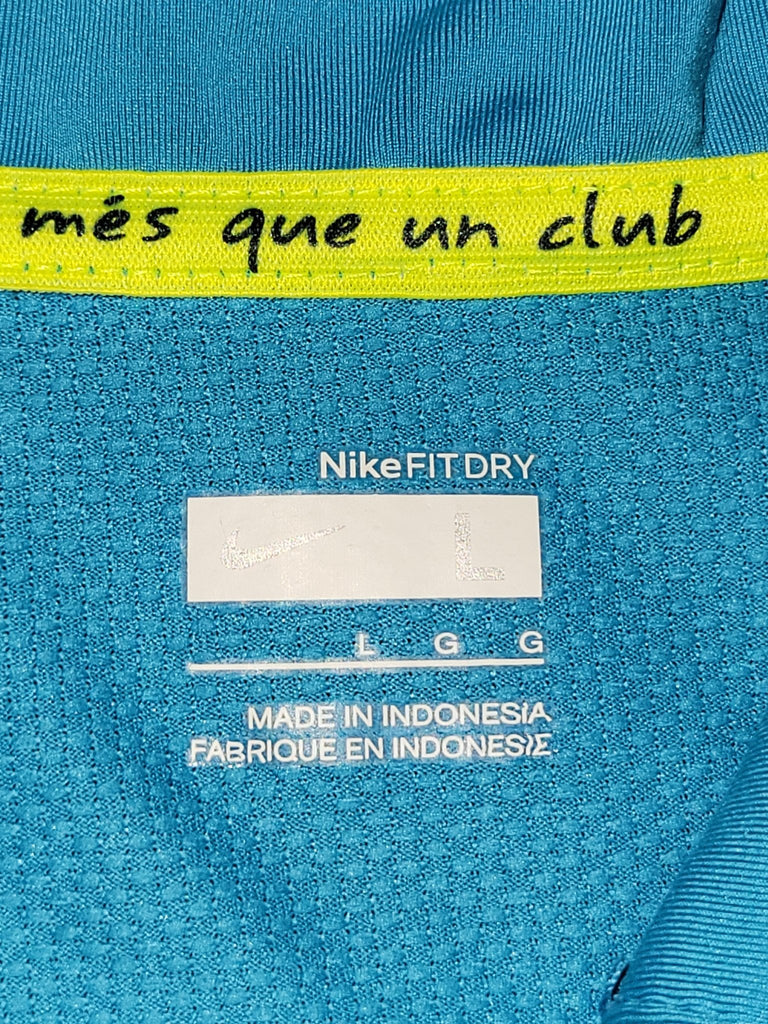 més que un club
NikeFITDRY
L
L G G
MADE IN INDONESIA
FABRIQUE EN INDONESIE